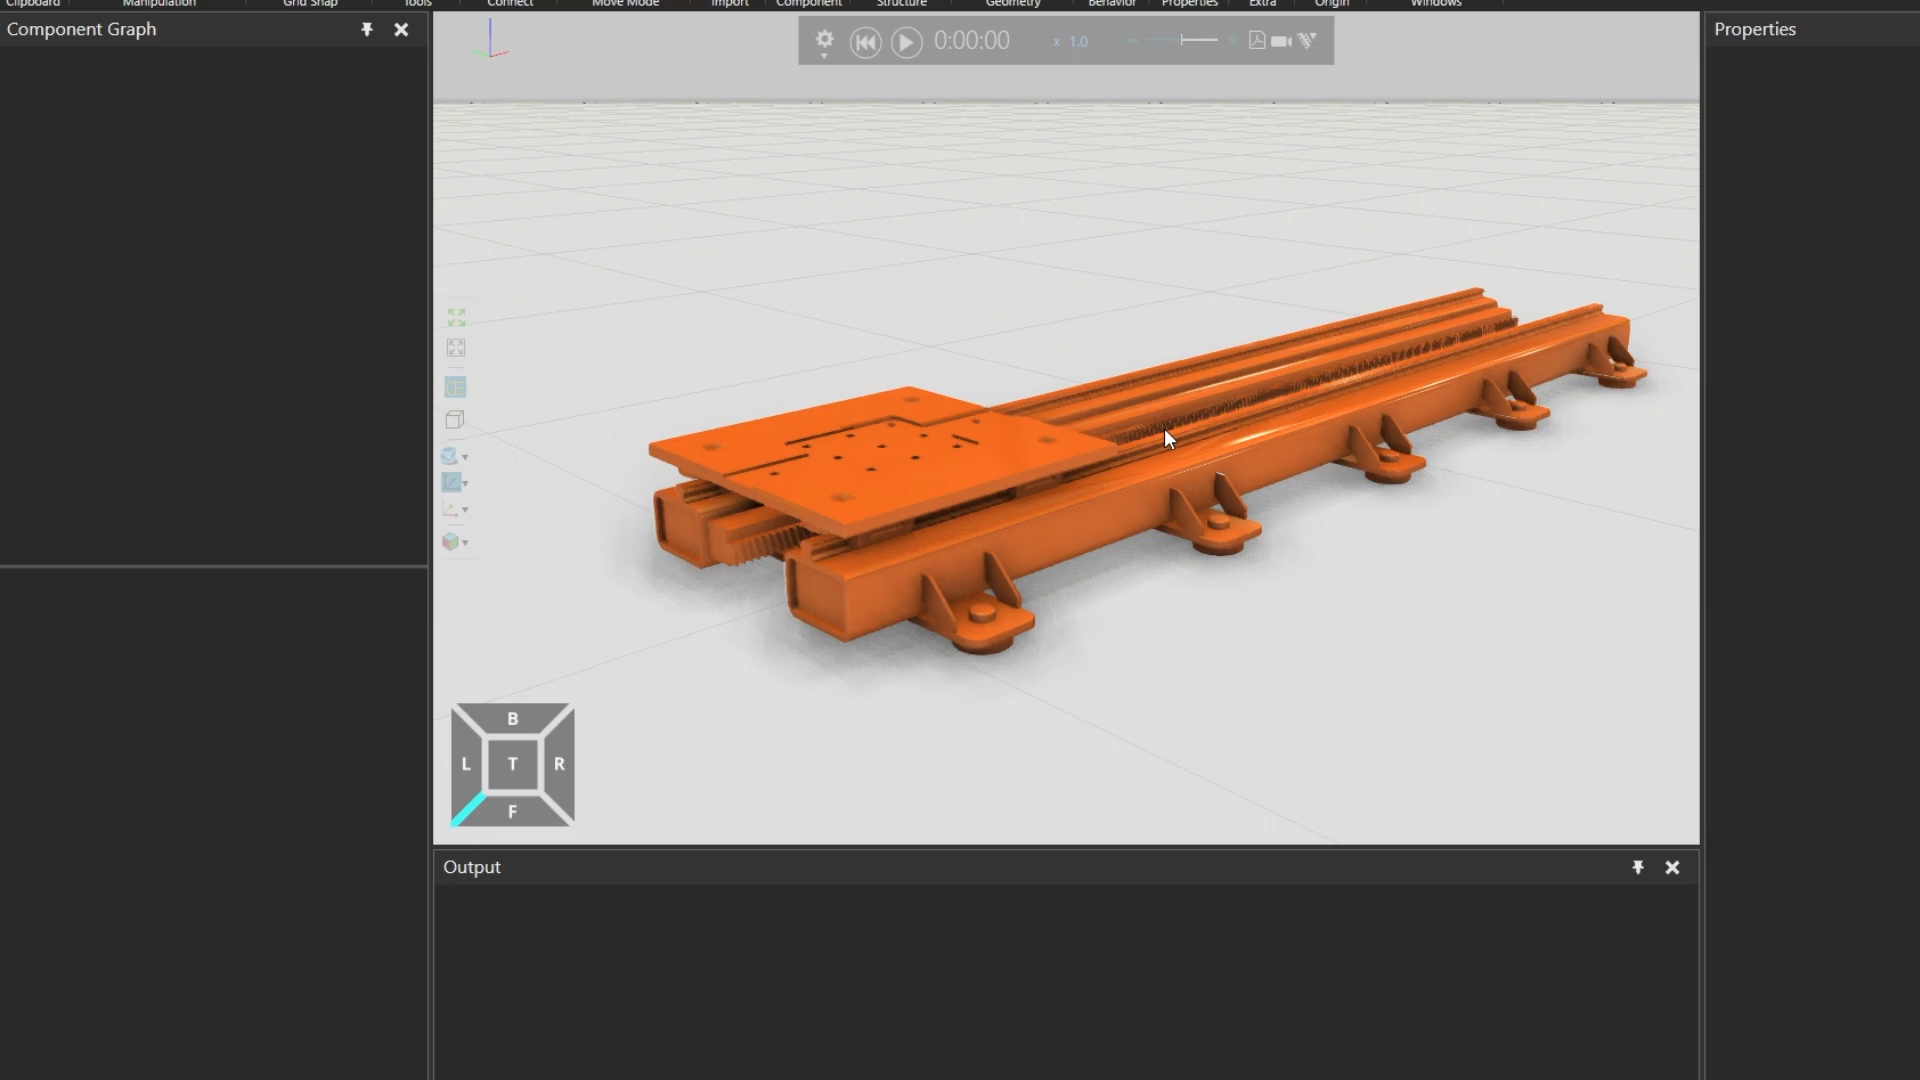 Clipboard Manipulation Grid Snap Tools Connect Move Mode Import Component Structure Geometry Behavior Properties Extra Origin Windows
Component Graph
0:00:00 x 1.0
Properties
B
L T R
F
Output